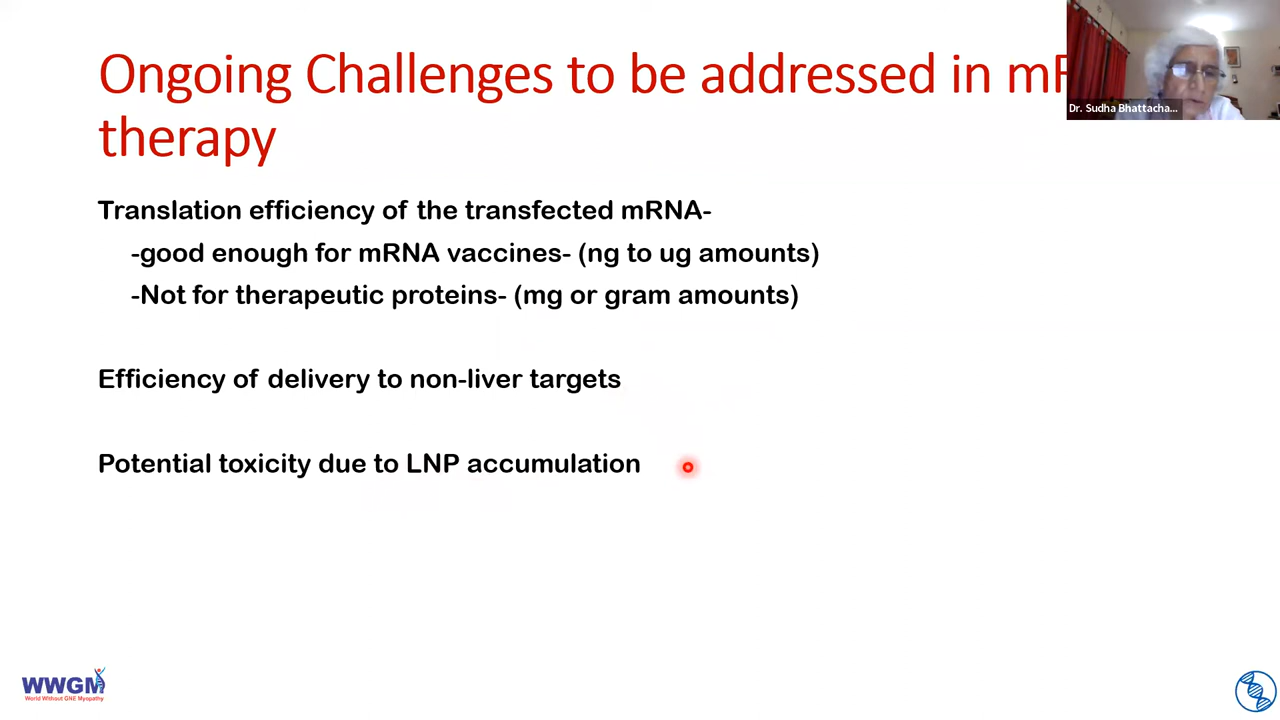 Ongoing Challenges to be addressed in
therapy
Dr. Sudha Bhattacha...
Translation efficiency of the transfected mRNA-
-good enough for mRNA vaccines- (ng to ug amounts)
-Not for therapeutic proteins- (mg or gram amounts)
Efficiency of delivery to non-liver targets
Potential toxicity due to LNP accumulation
WWGM
World Without GNE Myopathy